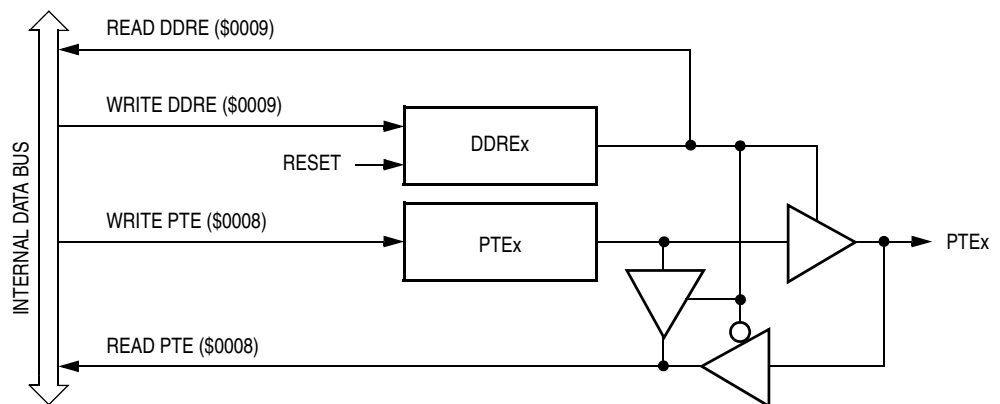 READ DDRE ($0009)
WRITE DDRE ($0009)
DDREx
RESET
WRITE PTE ($0008)
PTEx
PTEx
READ PTE ($0008)
INTERNAL DATA BUS